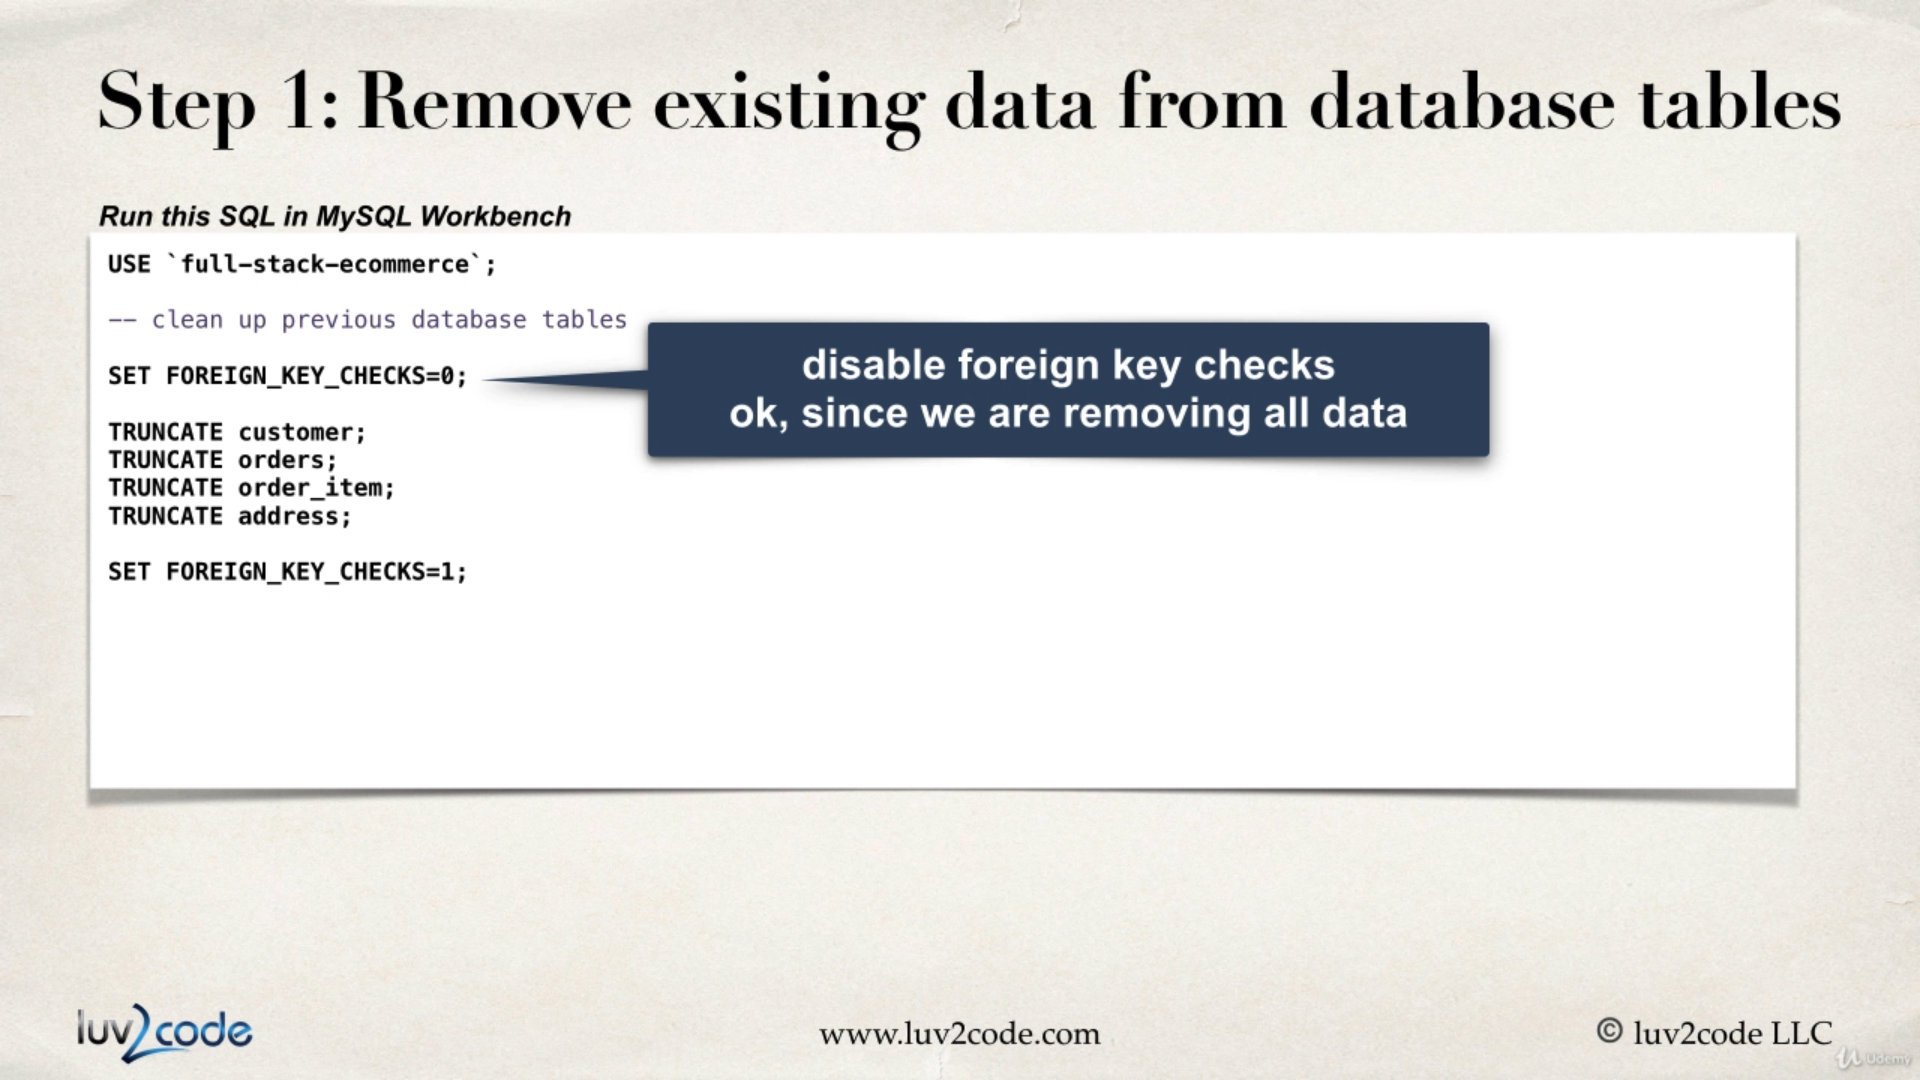 Step 1: Remove existing data from database tables
Run this SQL in MySQL Workbench
USE `full-stack-ecommerce`;
-- clean up previous database tables
SET FOREIGN_KEY_CHECKS=0;
disable foreign key checks
ok, since we are removing all data
TRUNCATE customer;
TRUNCATE orders;
TRUNCATE order_item;
TRUNCATE address;
SET FOREIGN_KEY_CHECKS=1;
luv2code
www.luv2code.com
© luv2code LLC
Udemy